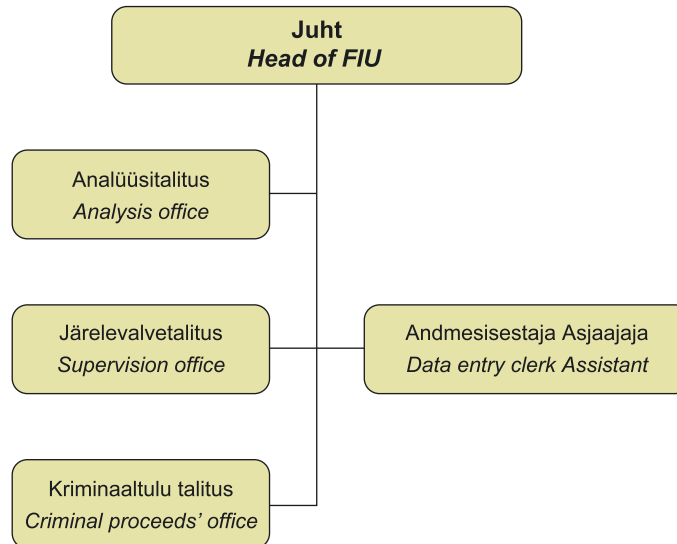 Juht
Head of FIU
Analüüsitalitus
Analysis office
Järelevalvetalitus
Supervision office
Andmesisestaja Asjaajaja
Data entry clerk Assistant
Kriminaaltulu talitus
Criminal proceeds’ office